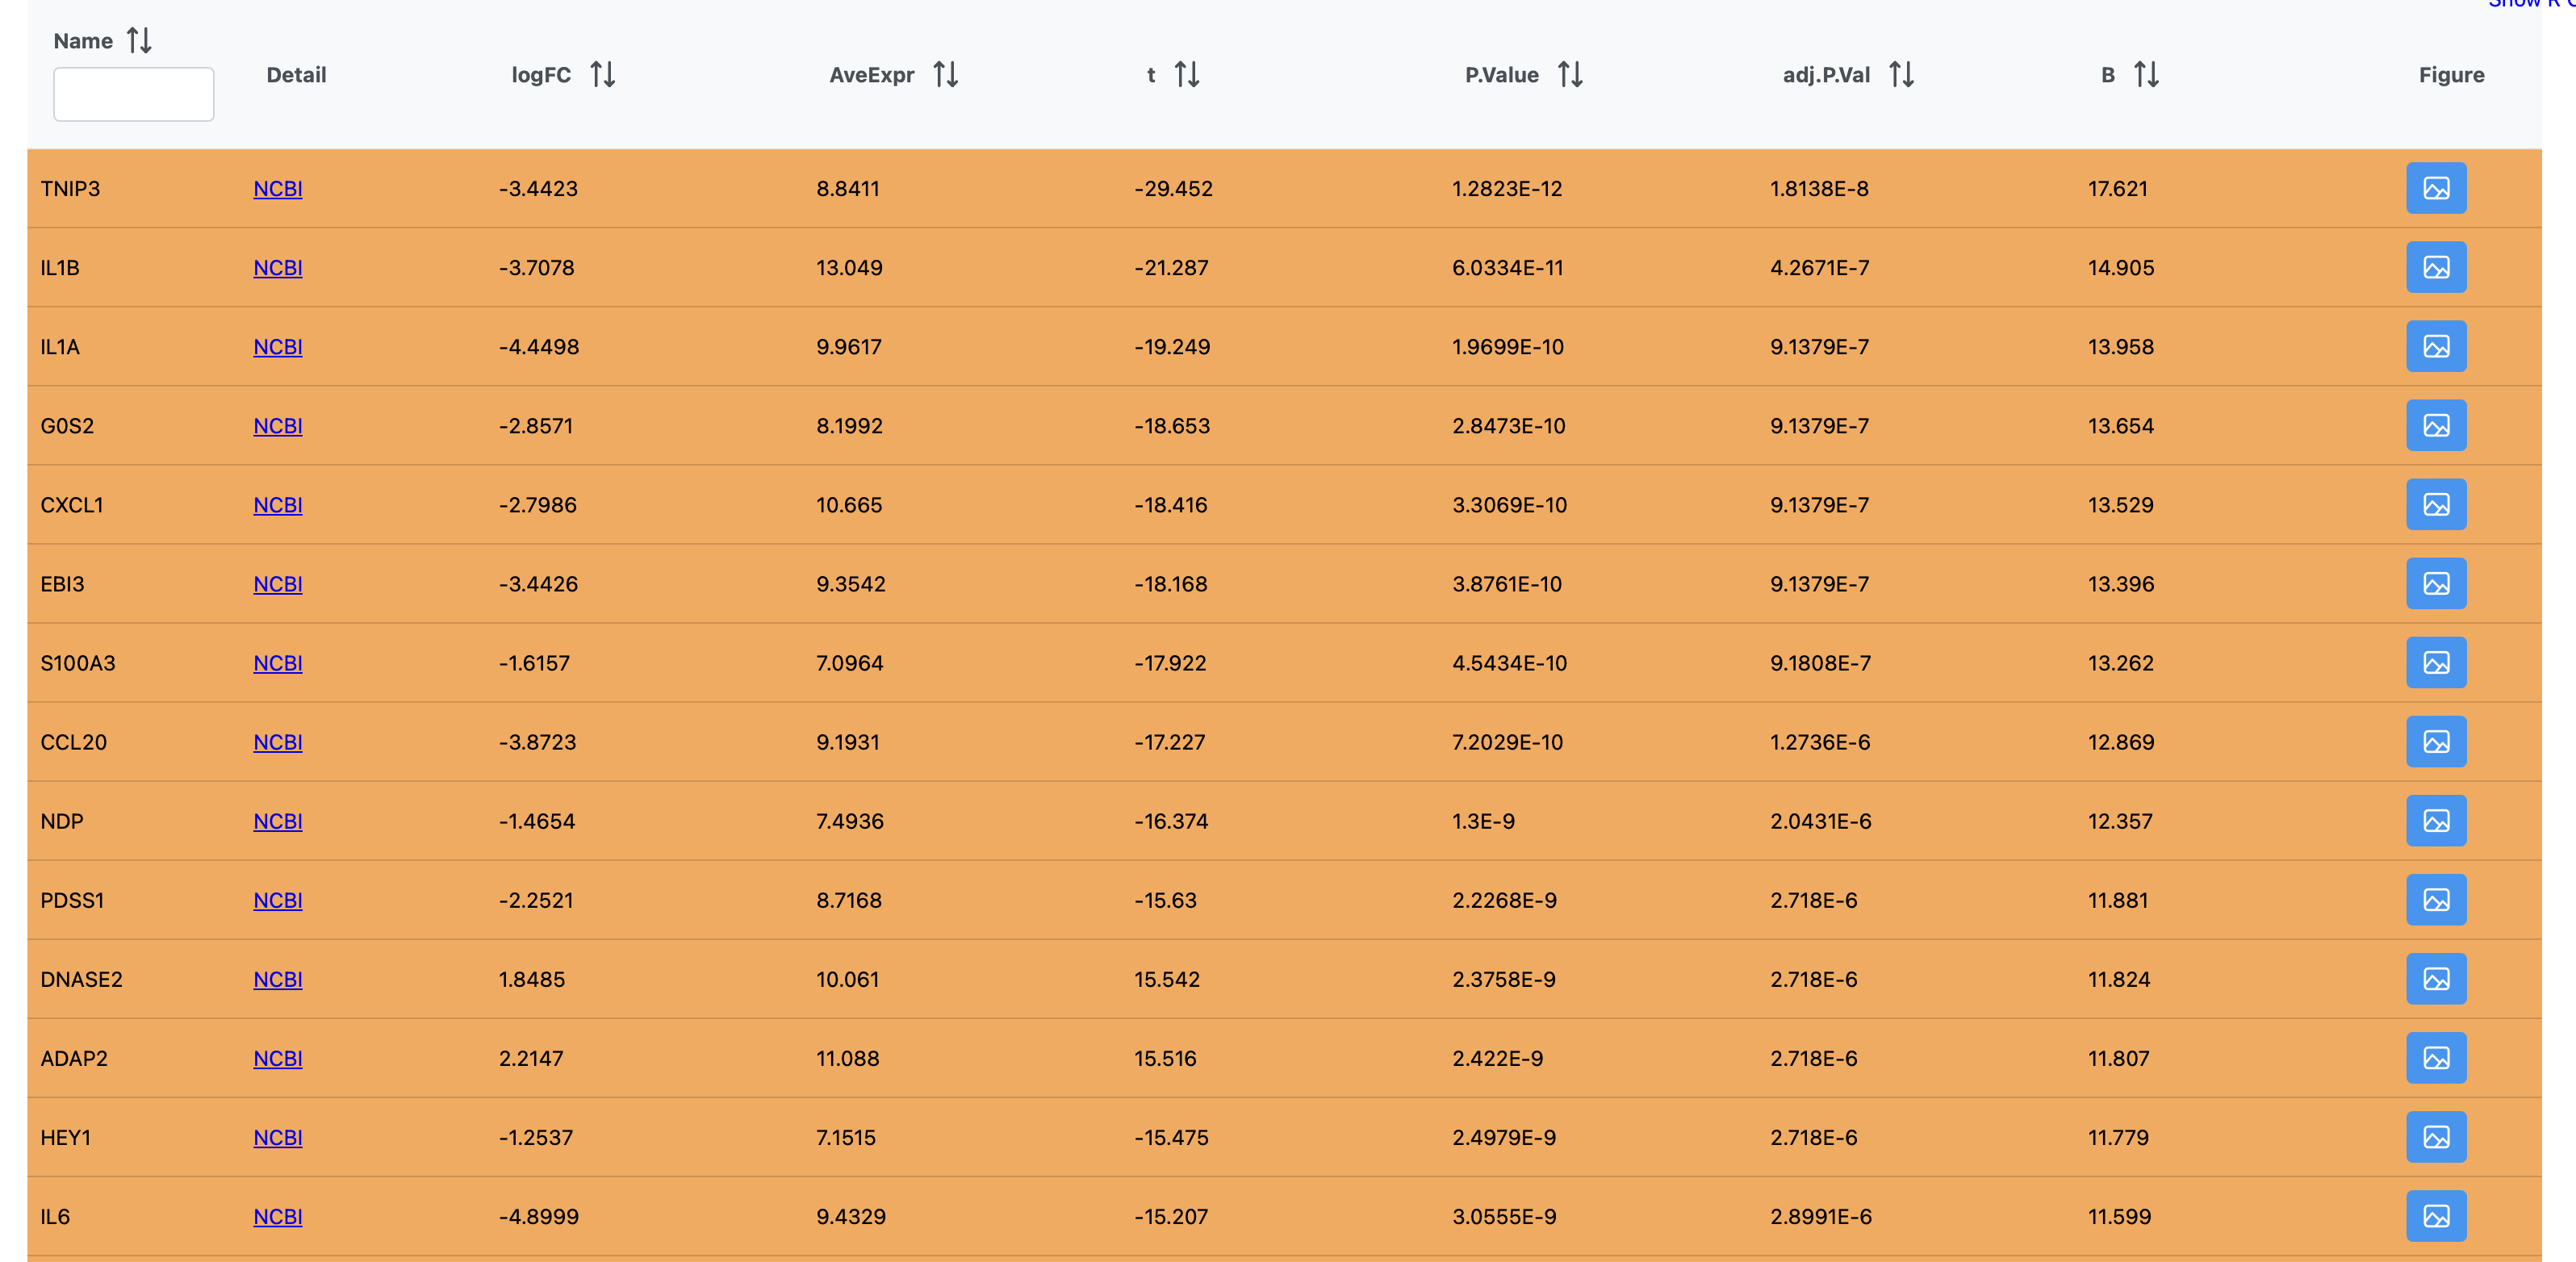 Show R
Name
Detail logFC AveExpr t P.Value adj.P.Val B Figure
TNIP3 NCBI -3.4423 8.8411 -29.452 1.2823E-12 1.8138E-8 17.621
IL1B NCBI -3.7078 13.049 -21.287 6.0334E-11 4.2671E-7 14.905
IL1A NCBI -4.4498 9.9617 -19.249 1.9699E-10 9.1379E-7 13.958
G0S2 NCBI -2.8571 8.1992 -18.653 2.8473E-10 9.1379E-7 13.654
CXCL1 NCBI -2.7986 10.665 -18.416 3.3069E-10 9.1379E-7 13.529
EBI3 NCBI -3.4426 9.3542 -18.168 3.8761E-10 9.1379E-7 13.396
S100A3 NCBI -1.6157 7.0964 -17.922 4.5434E-10 9.1808E-7 13.262
CCL20 NCBI -3.8723 9.1931 -17.227 7.2029E-10 1.2736E-6 12.869
NDP NCBI -1.4654 7.4936 -16.374 1.3E-9 2.0431E-6 12.357
PDSS1 NCBI -2.2521 8.7168 -15.63 2.2268E-9 2.718E-6 11.881
DNASE2 NCBI 1.8485 10.061 15.542 2.3758E-9 2.718E-6 11.824
ADAP2 NCBI 2.2147 11.088 15.516 2.422E-9 2.718E-6 11.807
HEY1 NCBI -1.2537 7.1515 -15.475 2.4979E-9 2.718E-6 11.779
IL6 NCBI -4.8999 9.4329 -15.207 3.0555E-9 2.8991E-6 11.599